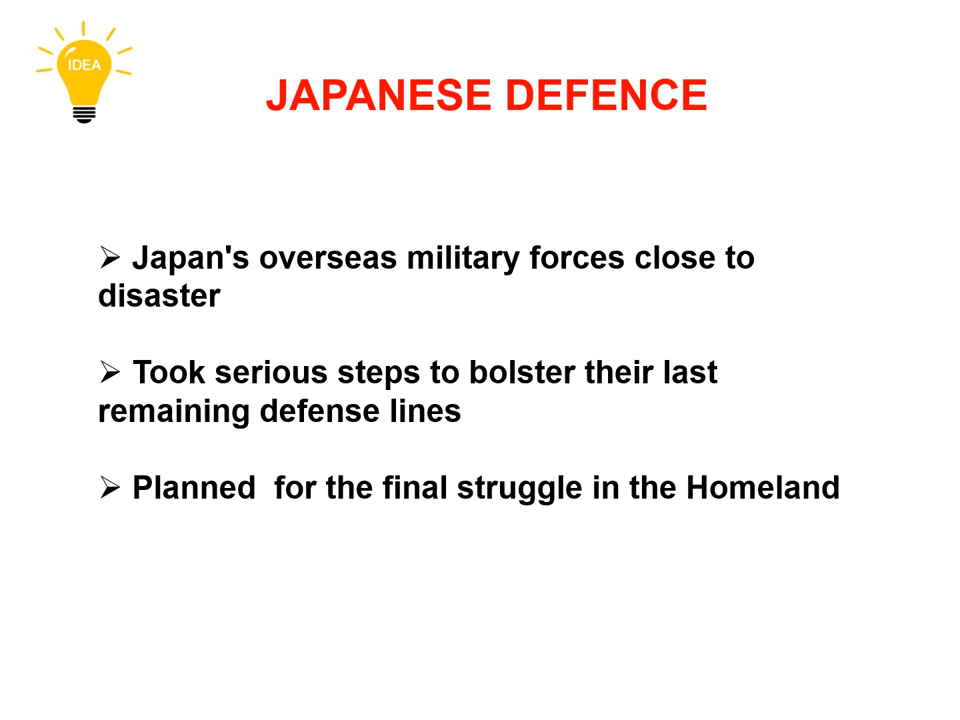 IDEA
JAPANESE DEFENCE
➢ Japan's overseas military forces close to
disaster
➢ Took serious steps to bolster their last
remaining defense lines
➢ Planned  for the final struggle in the Homeland